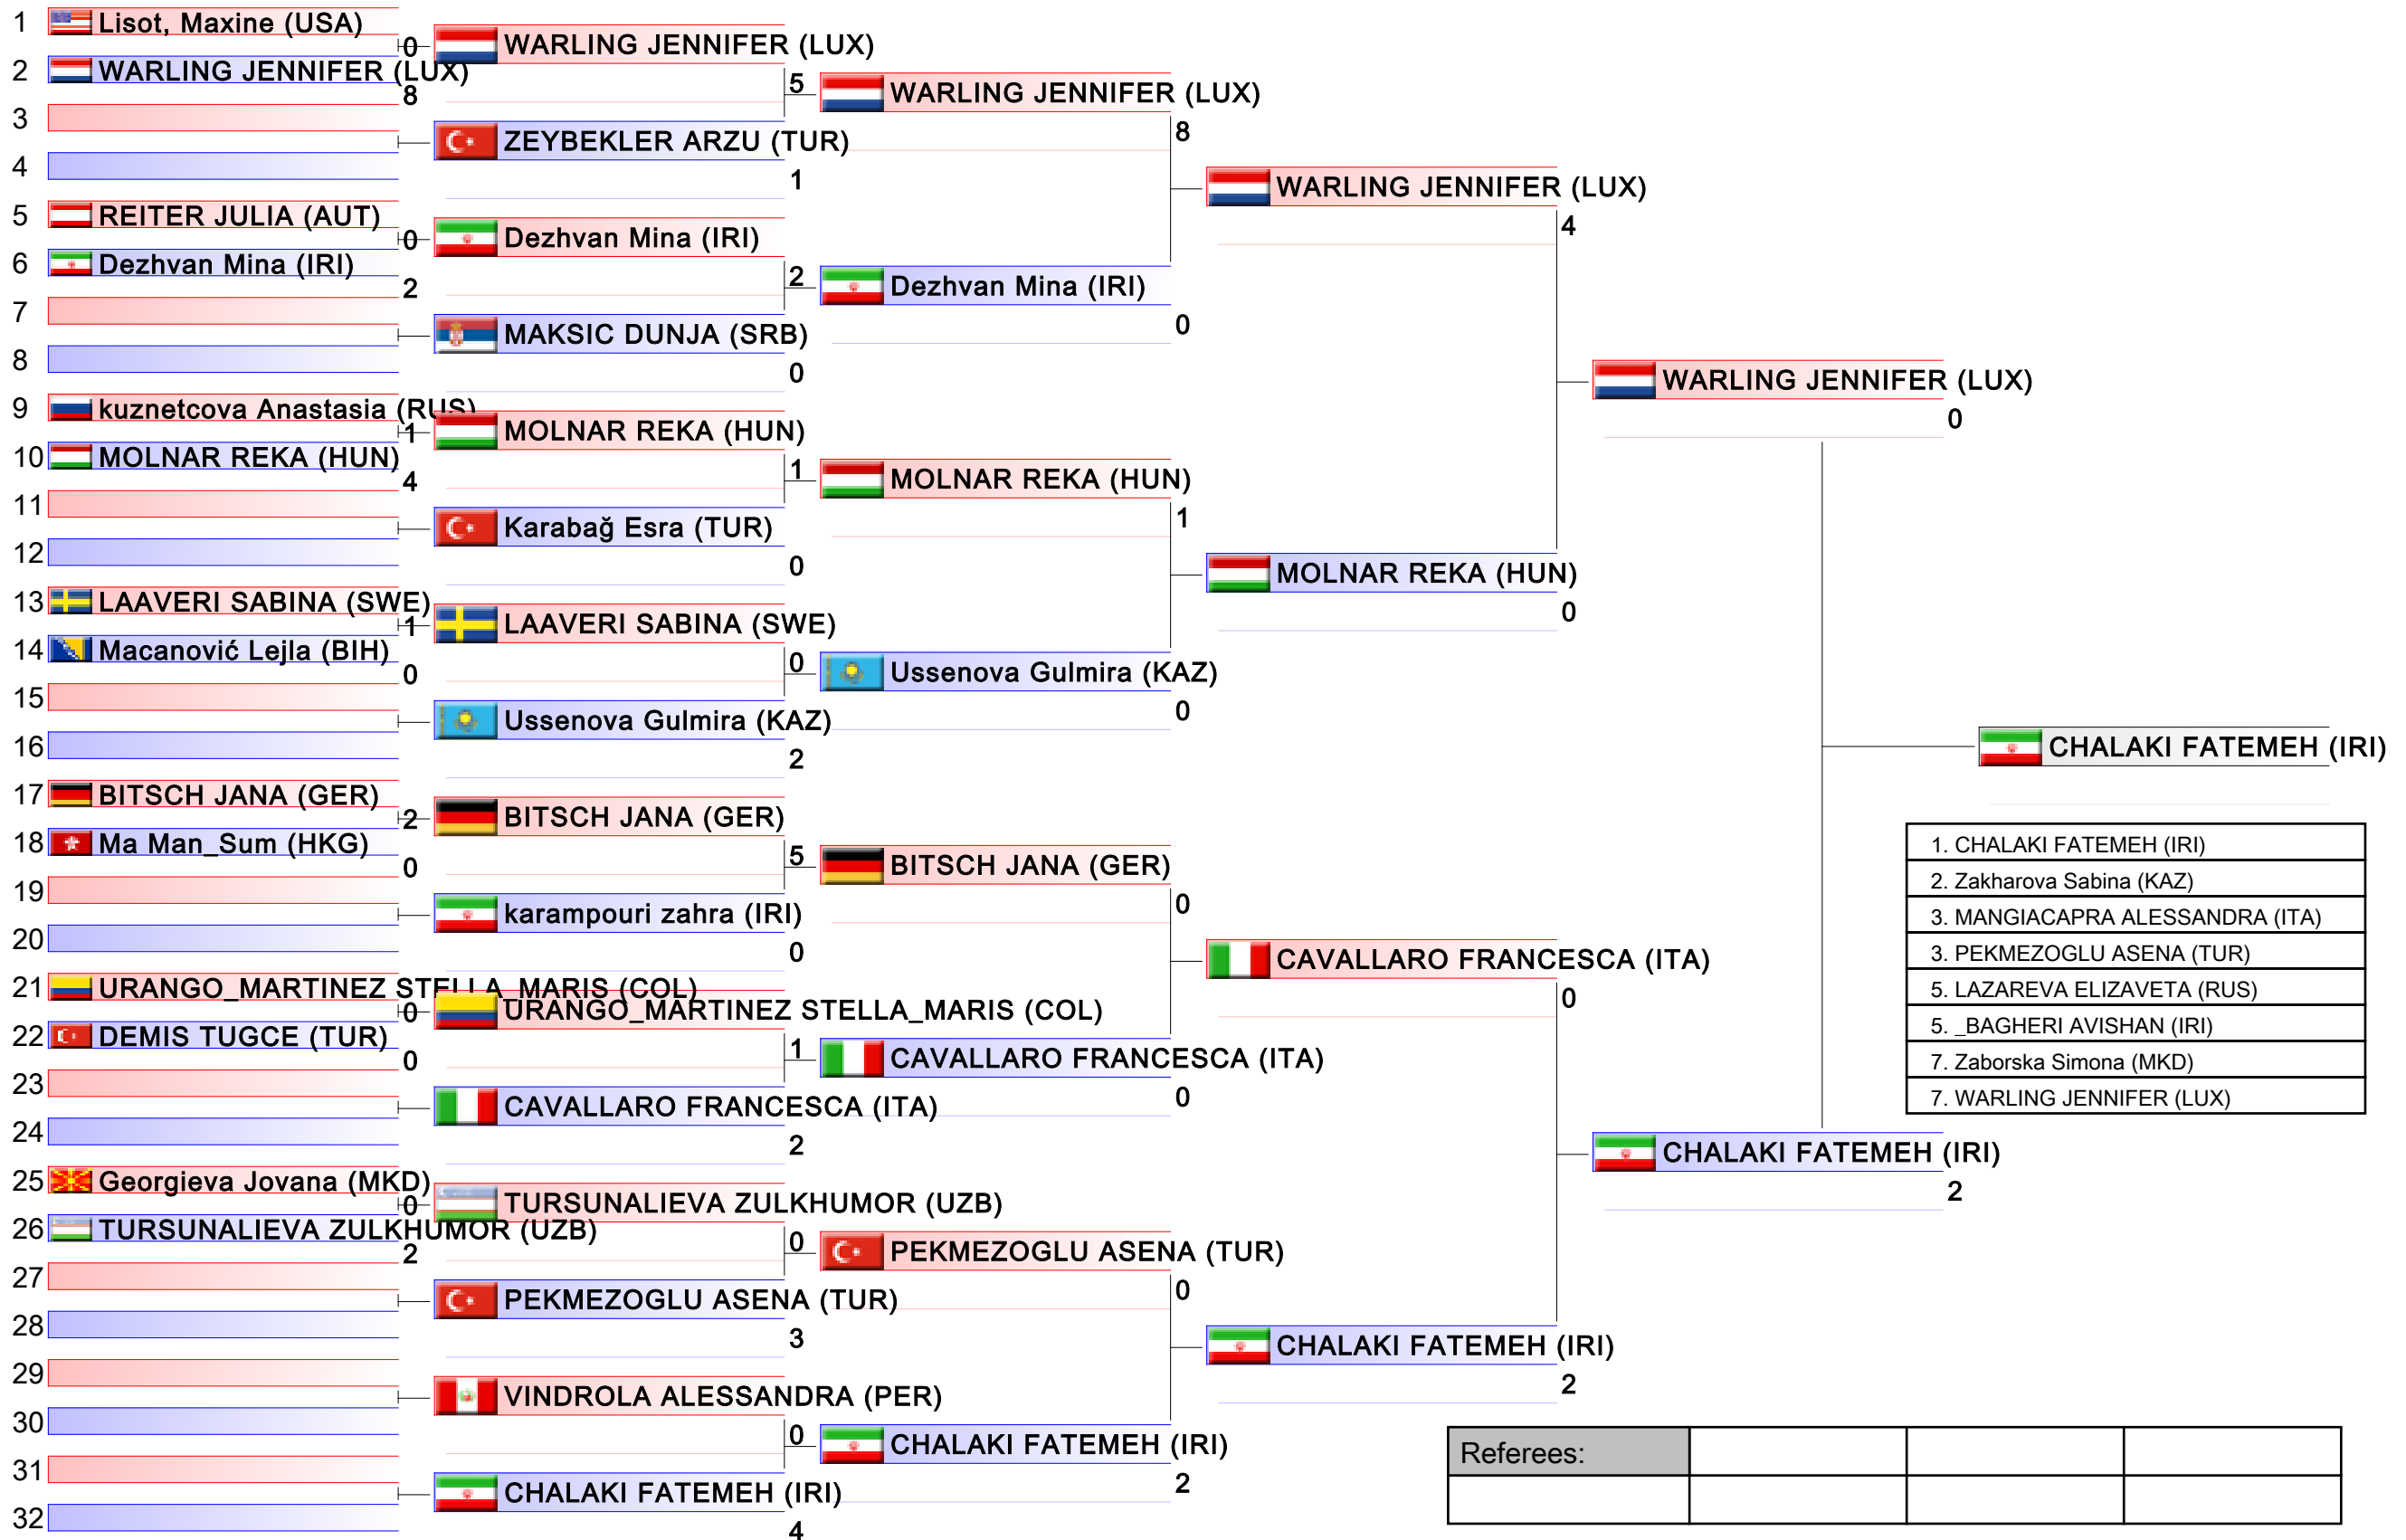 1 Lisot, Maxine (USA)
0
2 WARLING JENNIFER (LUX)
8
3
4
5 REITER JULIA (AUT)
0
6 Dezhvan Mina (IRI)
2
7
8
9 kuznetcova Anastasia (RUS)
1
10 MOLNAR REKA (HUN)
4
11
12
13 LAAVERI SABINA (SWE)
1
14 Macanović Lejla (BIH)
0
15
16
17 BITSCH JANA (GER)
2
18 Ma Man_Sum (HKG)
0
19
20
21 URANGO_MARTINEZ STELLA_MARIS (COL)
0
22 DEMIS TUGCE (TUR)
0
23
24
25 Georgieva Jovana (MKD)
0
26 TURSUNALIEVA ZULKHUMOR (UZB)
2
27
28
29
30
31
32
WARLING JENNIFER (LUX)
5
ZEYBEKLER ARZU (TUR)
1
Dezhvan Mina (IRI)
2
MAKSIC DUNJA (SRB)
0
MOLNAR REKA (HUN)
1
Karabağ Esra (TUR)
0
LAAVERI SABINA (SWE)
0
Ussenova Gulmira (KAZ)
2
BITSCH JANA (GER)
5
karampouri zahra (IRI)
0
URANGO_MARTINEZ STELLA_MARIS (COL)
1
CAVALLARO FRANCESCA (ITA)
2
TURSUNALIEVA ZULKHUMOR (UZB)
0
PEKMEZOGLU ASENA (TUR)
3
VINDROLA ALESSANDRA (PER)
0
CHALAKI FATEMEH (IRI)
4
WARLING JENNIFER (LUX)
8
Dezhvan Mina (IRI)
0
MOLNAR REKA (HUN)
1
Ussenova Gulmira (KAZ)
0
BITSCH JANA (GER)
0
CAVALLARO FRANCESCA (ITA)
0
PEKMEZOGLU ASENA (TUR)
0
CHALAKI FATEMEH (IRI)
2
WARLING JENNIFER (LUX)
4
MOLNAR REKA (HUN)
0
CAVALLARO FRANCESCA (ITA)
0
CHALAKI FATEMEH (IRI)
2
WARLING JENNIFER (LUX)
0
CHALAKI FATEMEH (IRI)
2
CHALAKI FATEMEH (IRI)
1. CHALAKI FATEMEH (IRI)
2. Zakharova Sabina (KAZ)
3. MANGIACAPRA ALESSANDRA (ITA)
3. PEKMEZOGLU ASENA (TUR)
5. LAZAREVA ELIZAVETA (RUS)
5. _BAGHERI AVISHAN (IRI)
7. Zaborska Simona (MKD)
7. WARLING JENNIFER (LUX)
Referees: